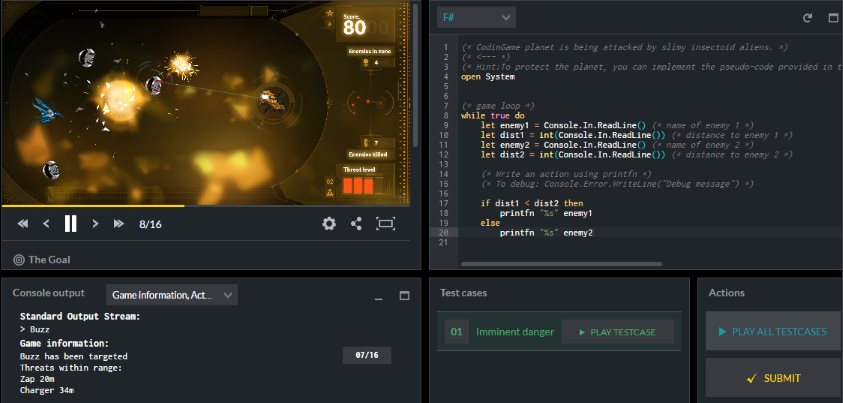 Score
80
Enemies in zone
4
7
Enemies killed
Threat level
02
8/16
The Goal
F#
1 (* CodinGame planet is being attacked by slimy insectoid aliens. *)
2 (* <--- *)
3 (* Hint:To protect the planet, you can implement the pseudo-code provided in t
4 open System
5
6
7 (* game loop *)
8 while true do
9 let enemy1 = Console.In.ReadLine() (* name of enemy 1 *)
10 let dist1 = int(Console.In.ReadLine()) (* distance to enemy 1 *)
11 let enemy2 = Console.In.ReadLine() (* name of enemy 2 *)
12 let dist2 = int(Console.In.ReadLine()) (* distance to enemy 2 *)
13
14 (* Write an action using printfn *)
15 (* To debug: Console.Error.WriteLine("Debug message") *)
16
17 if dist1 < dist2 then
18 printfn "%s" enemy1
19 else
20 printfn "%s" enemy2
21
Console output
Game information, Act...
Standard Output Stream:
> Buzz
Game information:
Buzz has been targeted
Threats within range:
Zap 20m
Charger 34m
07/16
Test cases
01 Imminent danger
PLAY TESTCASE
Actions
PLAY ALL TESTCASES
SUBMIT